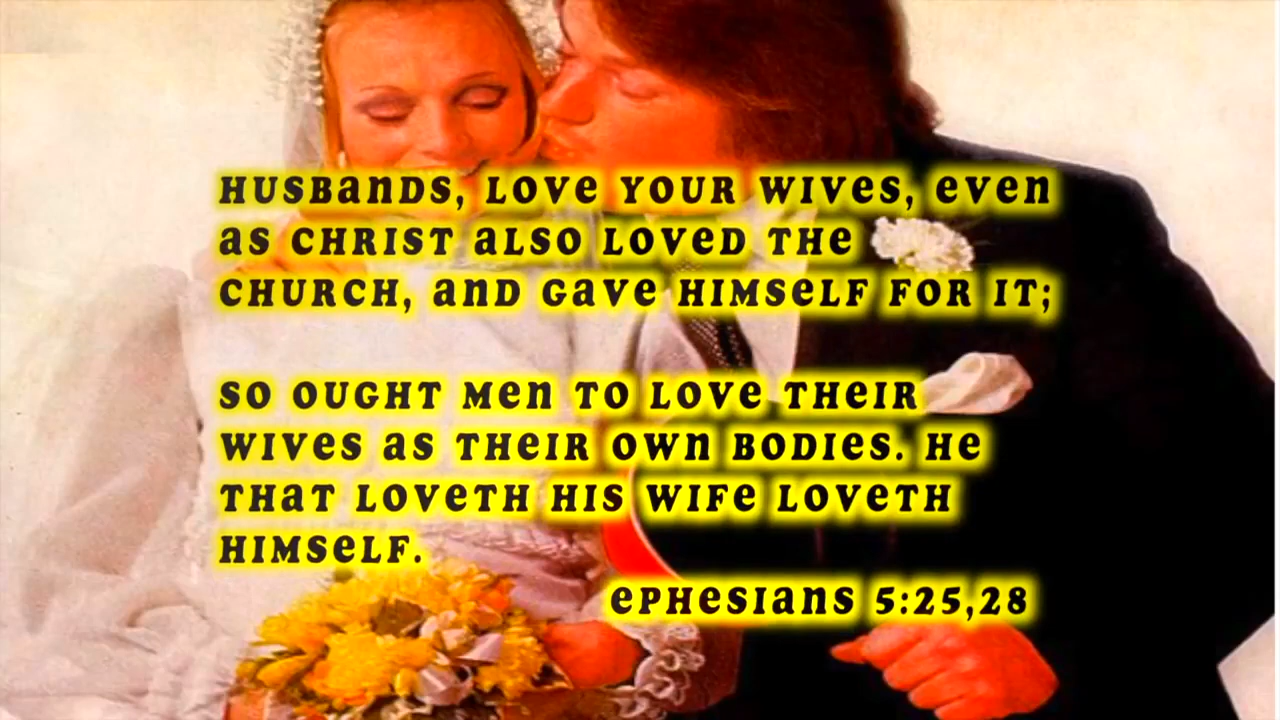 HUSBANDS, LOVE YOUR WIVES, EVEN
AS CHRIST ALSO LOVED THE
CHURCH, AND GAVE HIMSELF FOR IT;
SO OUGHT MEN TO LOVE THEIR
WIVES AS THEIR OWN BODIES. HE
THAT LOVETH HIS WIFE LOVETH
HIMSELF.
EPHESIANS 5:25,28